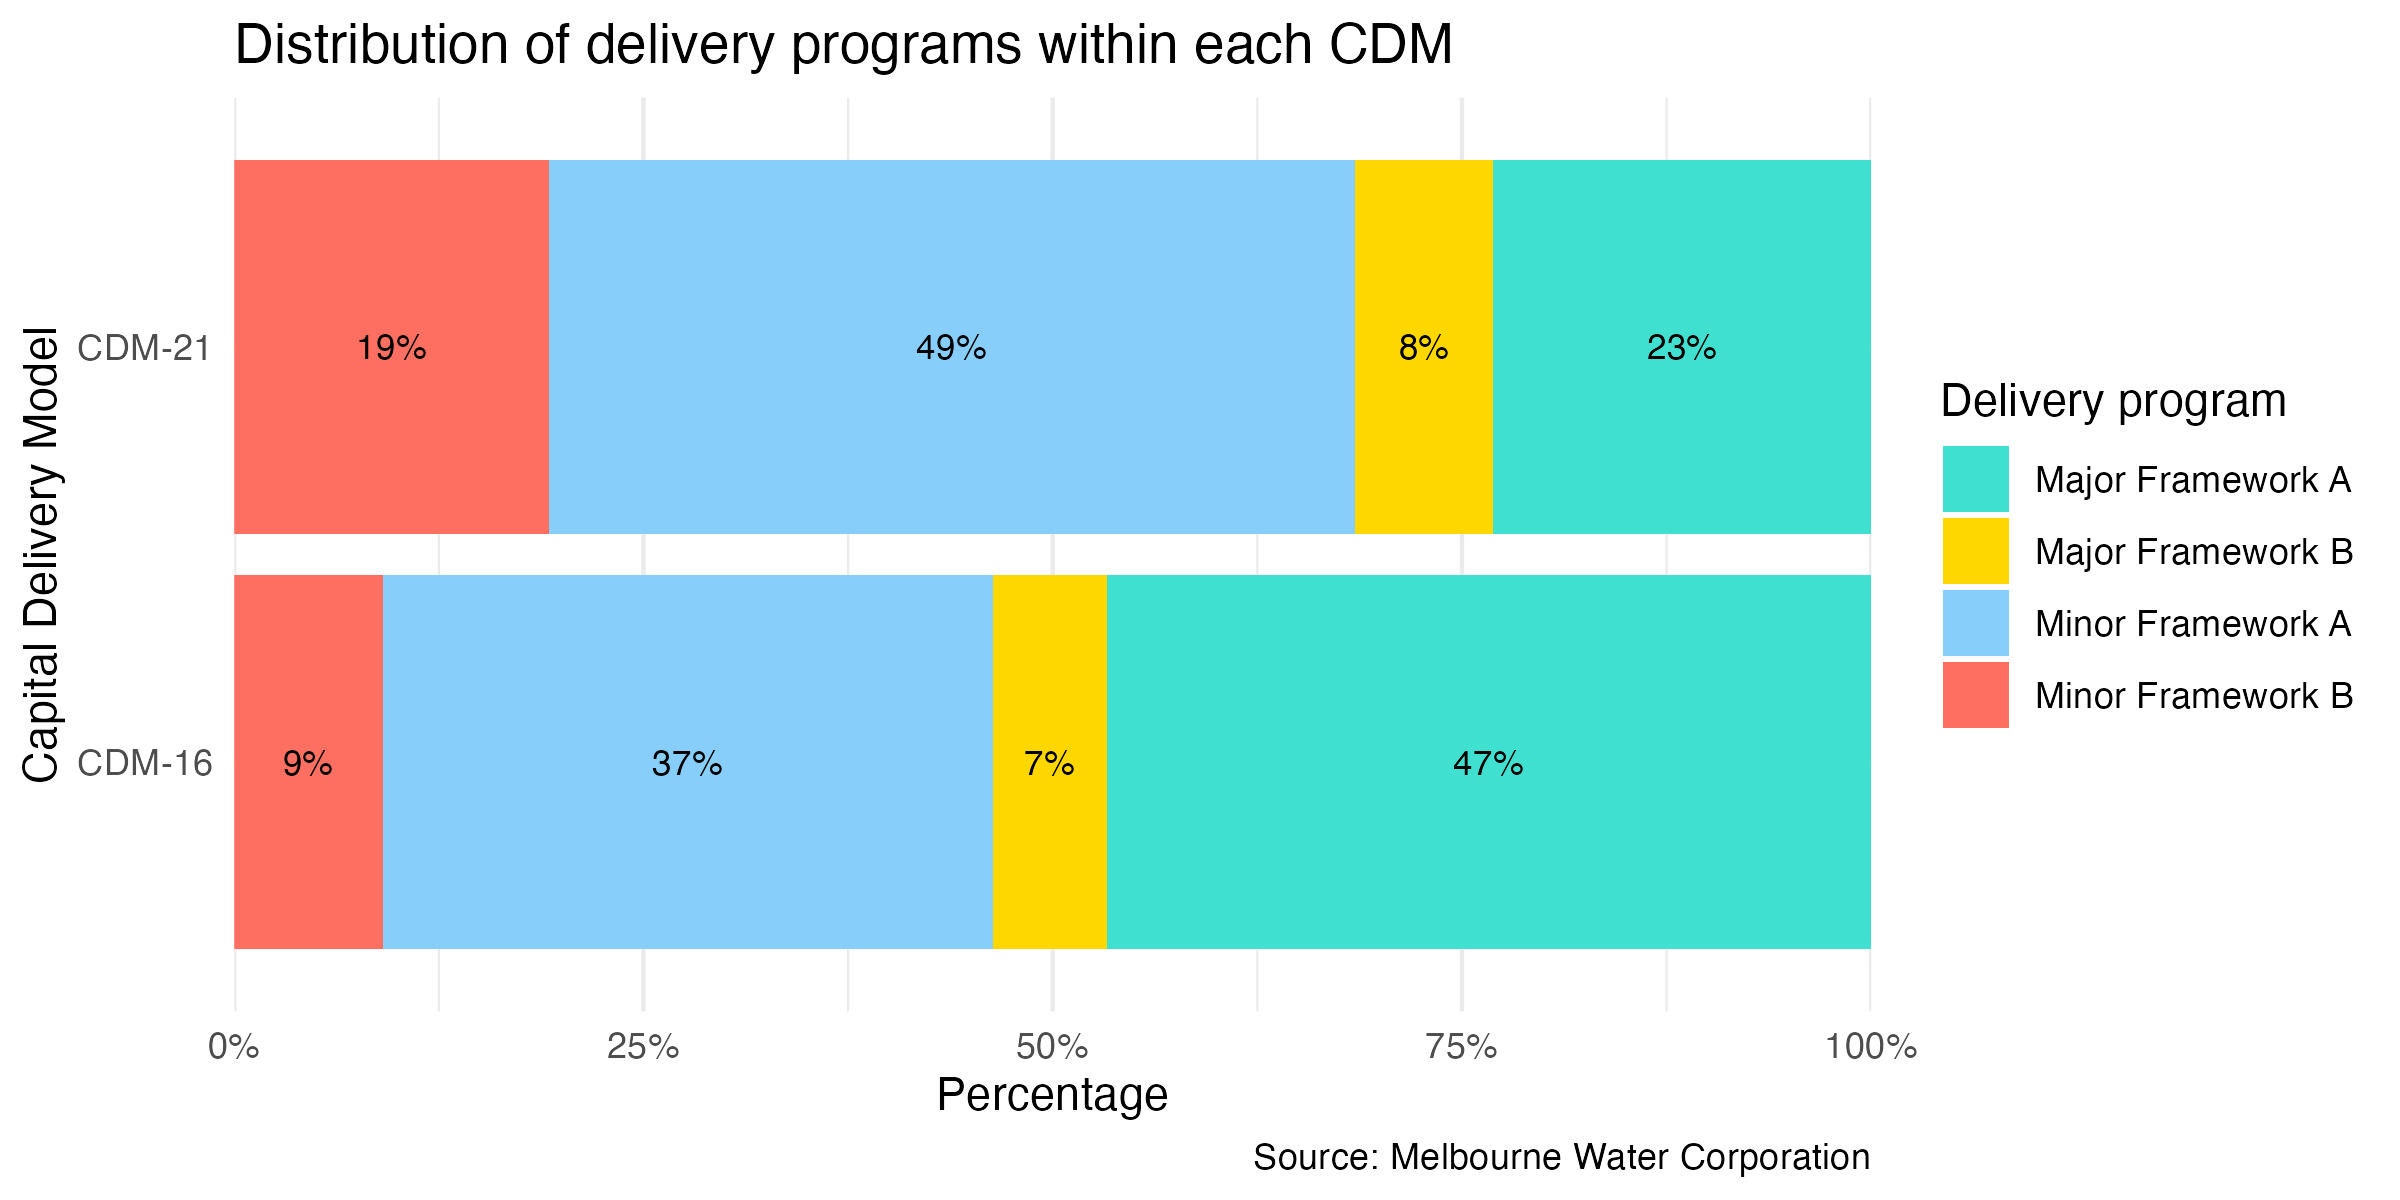 Distribution of delivery programs within each CDM
Capital Delivery Model
CDM-21
19%
49%
8%
23%
CDM-16
9%
37%
7%
47%
0%
25%
50%
75%
100%
Percentage
Delivery program
Major Framework A
Major Framework B
Minor Framework A
Minor Framework B
Source: Melbourne Water Corporation